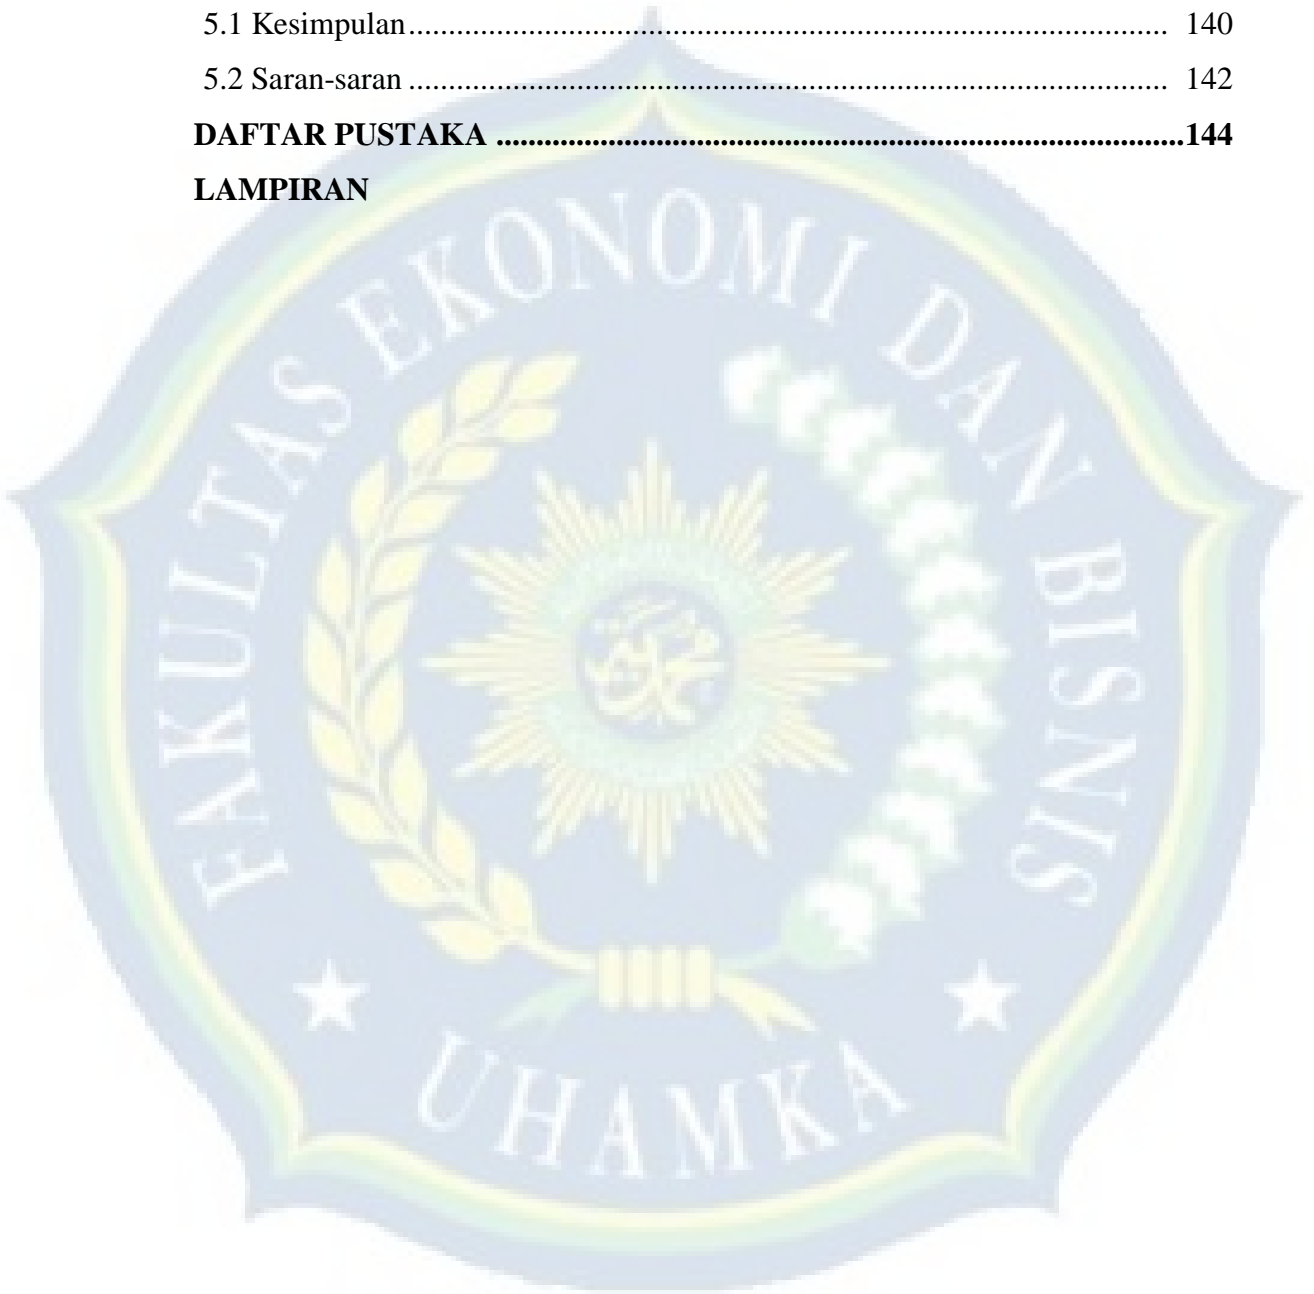 5.1 Kesimpulan............................................................................................... 140
5.2 Saran-saran ............................................................................................... 142
DAFTAR PUSTAKA .......................................................................................144
LAMPIRAN
FAKULTAS EKONOMI DAN BISNIS
UHAMKA